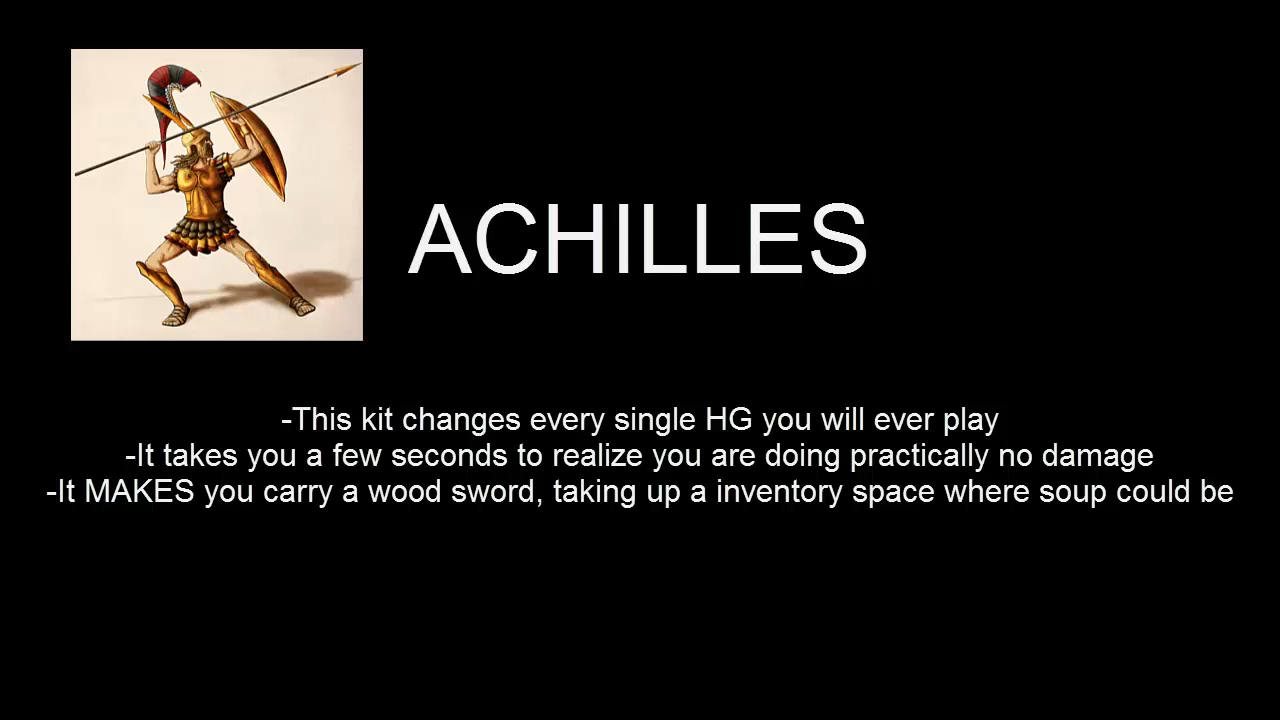 ACHILLES
-This kit changes every single HG you will ever play
-It takes you a few seconds to realize you are doing practically no damage
-It MAKES you carry a wood sword, taking up a inventory space where soup could be